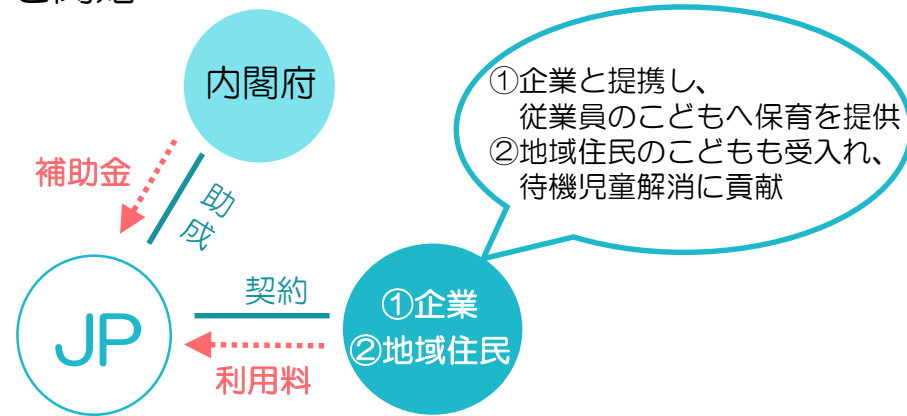 内閣府
①企業と提携し、
従業員のこどもへ保育を提供
②地域住民のこどもも受入れ、
待機児童解消に貢献
補助金
助成
JP
契約
利用料
①企業
②地域住民